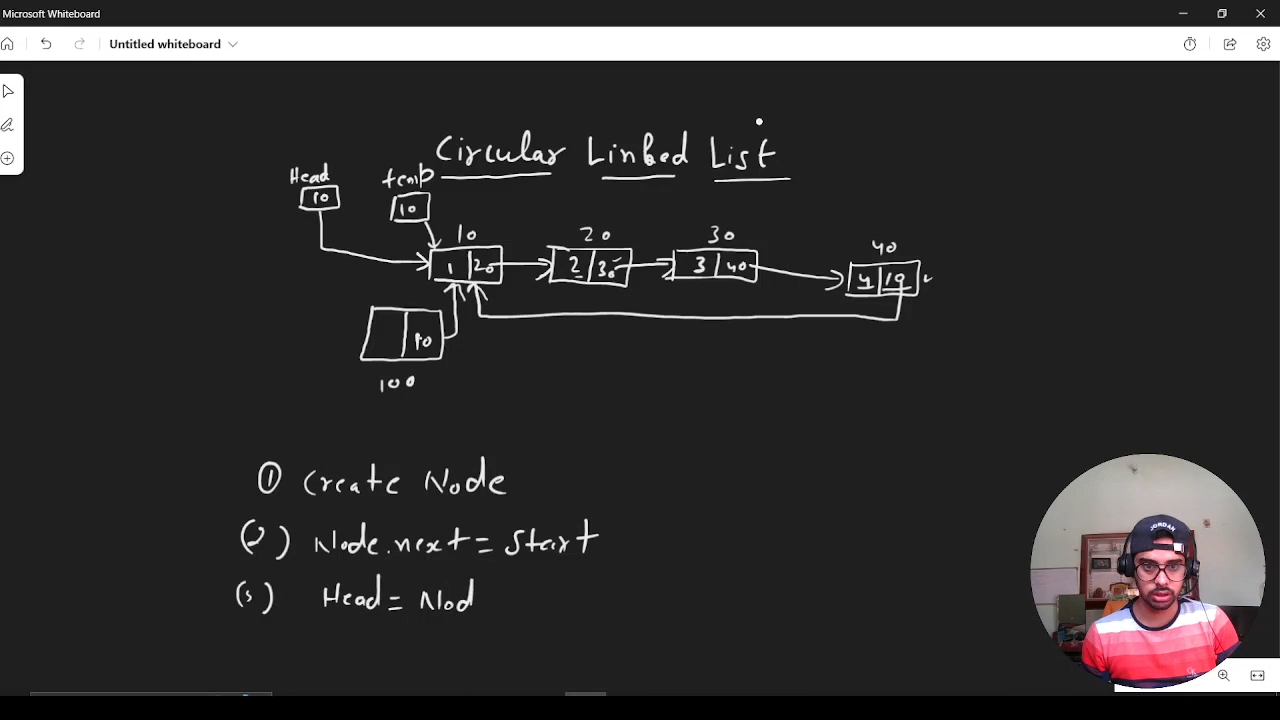 Microsoft Whiteboard
Untitled whiteboard
Circular Linked List
Head
temp
10
10
10
20
30
40
1 20
2 30
3 40
4 10
10
100
① Create Node
(2) Node.next = Start
(3) Head = Nod
JORDAN